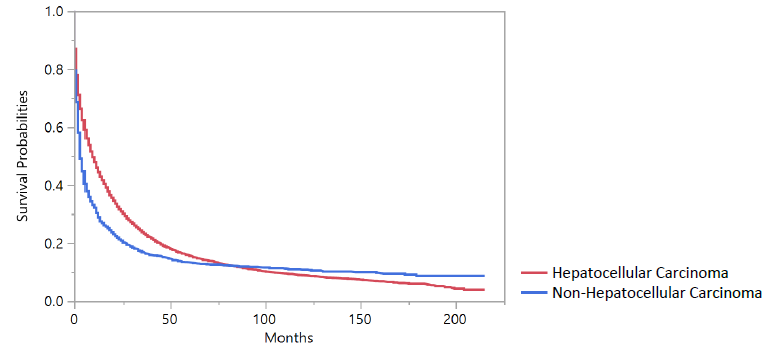 1.0
0.8
0.6
0.4
0.2
0.0
Survival Probabilities
0 50 100 150 200
Months
Hepatocellular Carcinoma
Non-Hepatocellular Carcinoma